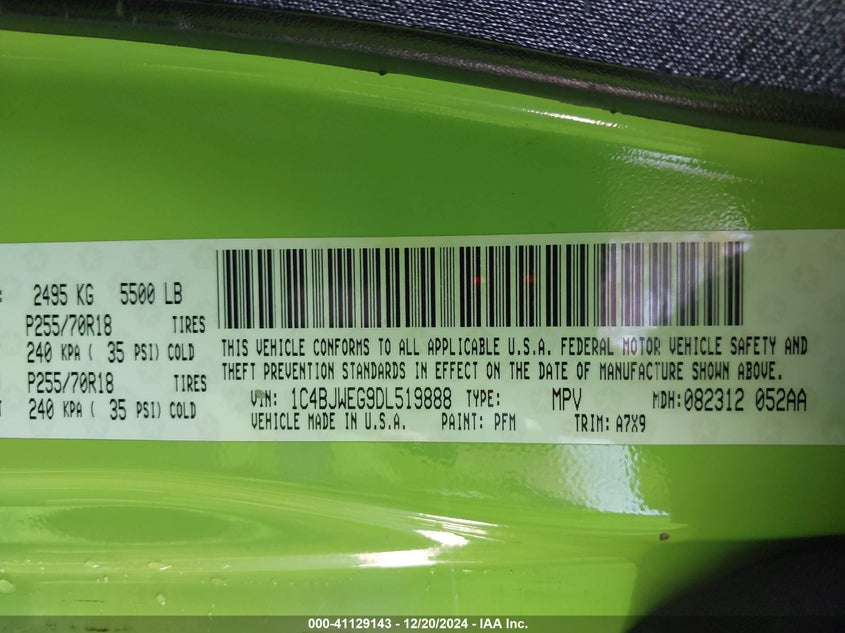 : 2495 KG 5500 LB
P255/70R18 TIRES
240 KPA ( 35 PSI) COLD
P255/70R18 TIRES
240 KPA ( 35 PSI) COLD
THIS VEHICLE CONFORMS TO ALL APPLICABLE U.S.A. FEDERAL MOTOR VEHICLE SAFETY AND
THEFT PREVENTION STANDARDS IN EFFECT ON THE DATE OF MANUFACTURE SHOWN ABOVE.
VIN: 1C4BJWEG9DL519888 TYPE: MPV MDH:082312 052AA
VEHICLE MADE IN U.S.A. PAINT: PFM TRIM: A7X9
000-41129143 - 12/20/2024 - IAA Inc.